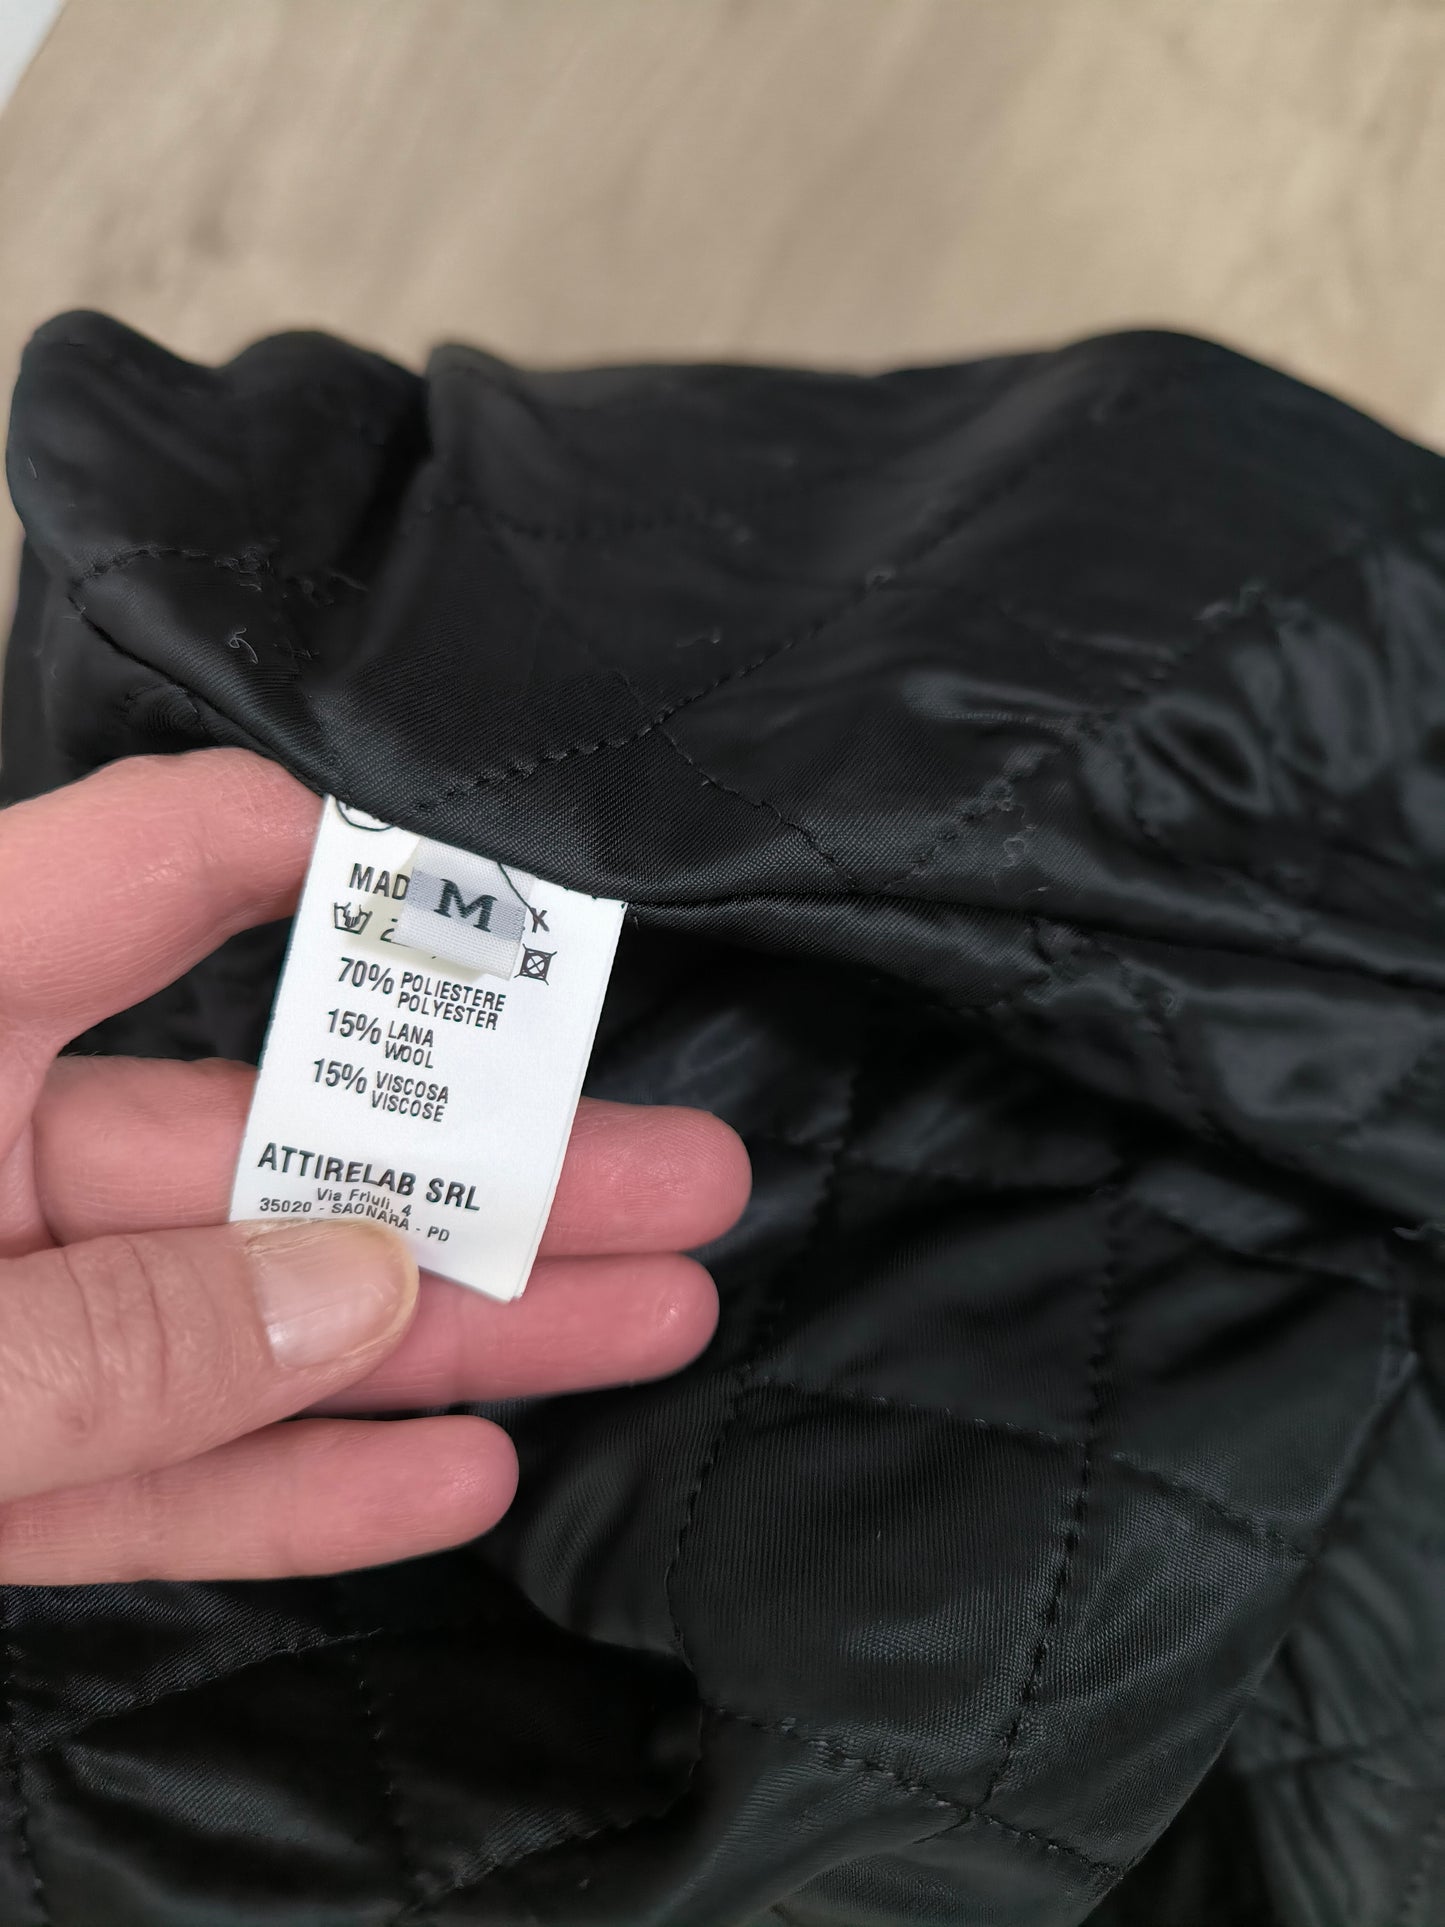 MAD
M
K
70% POLIESTERE
POLYESTER
15% LANA
WOOL
15% VISCOSA
VISCOSE
ATTIRELAB SRL
Via Friuli, 4
35020 - SAONARA - PD